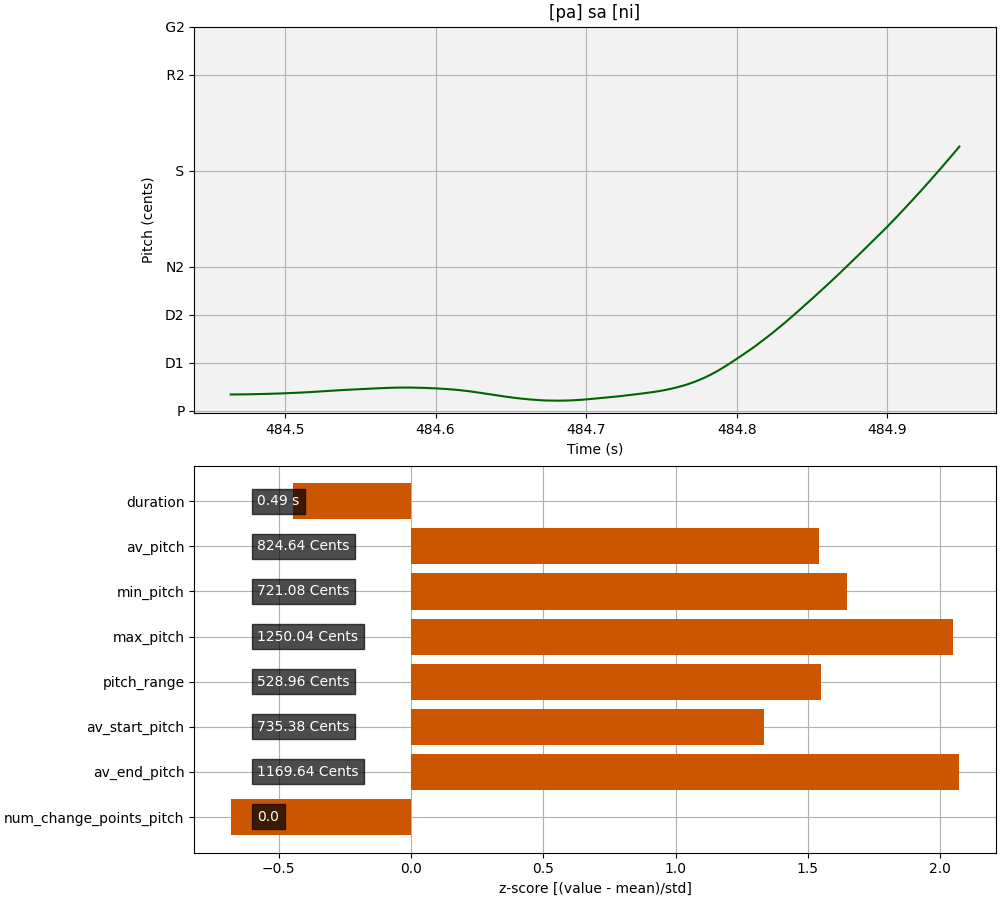 [pa] sa [ni]
G2
R2
S
N2
D2
D1
P
Pitch (cents)
484.5 484.6 484.7 484.8 484.9
Time (s)
duration 0.49 s
av_pitch 824.64 Cents
min_pitch 721.08 Cents
max_pitch 1250.04 Cents
pitch_range 528.96 Cents
av_start_pitch 735.38 Cents
av_end_pitch 1169.64 Cents
num_change_points_pitch 0.0
−0.5 0.0 0.5 1.0 1.5 2.0
z-score [(value - mean)/std]